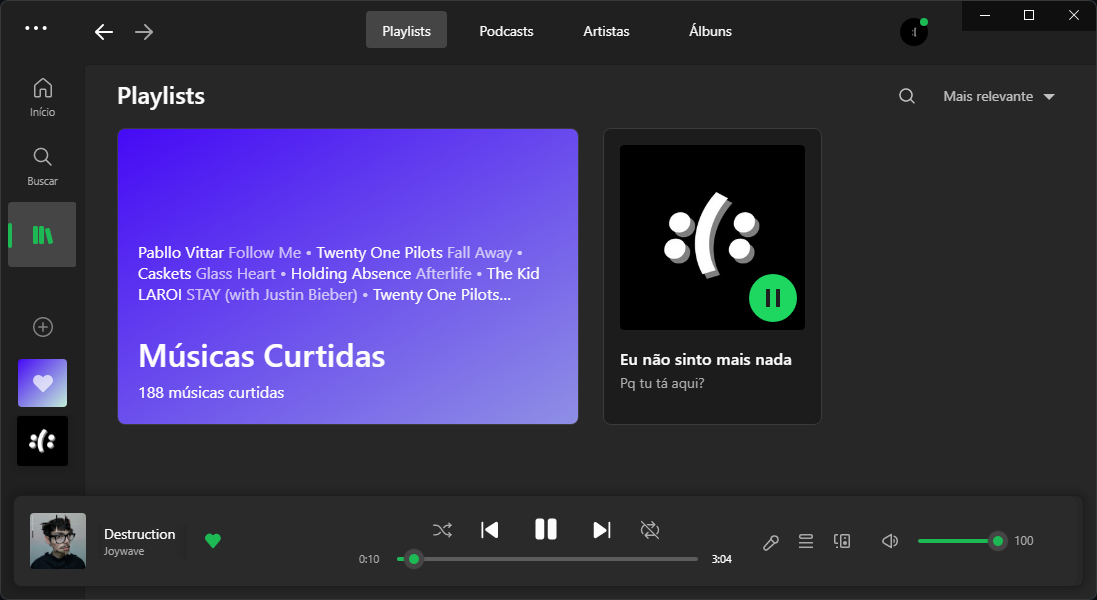 Playlists
Podcasts
Artistas
Álbuns
:(
Início
Buscar
Playlists
Mais relevante
Pabllo Vittar Follow Me • Twenty One Pilots Fall Away •
Caskets Glass Heart • Holding Absence Afterlife • The Kid
LAROI STAY (with Justin Bieber) • Twenty One Pilots...
Músicas Curtidas
188 músicas curtidas
Eu não sinto mais nada
Pq tu tá aqui?
Destruction
Joywave
0:10
3:04
100